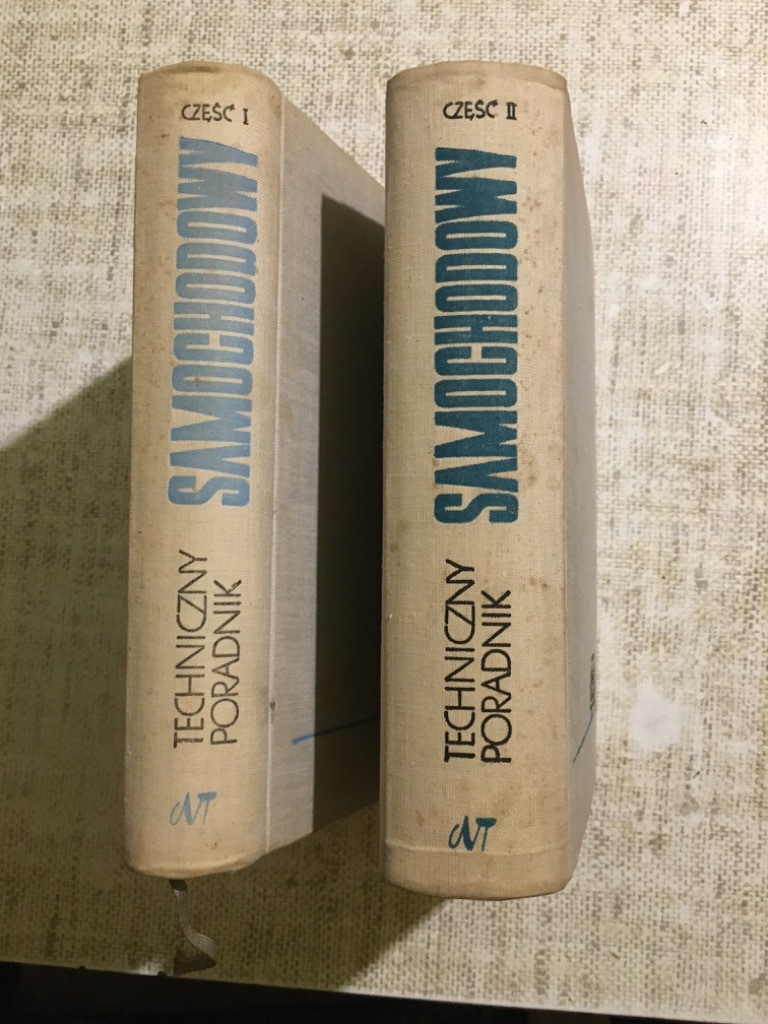 CZĘŚĆ I
TECHNICZNY
PORADNIK
SAMOCHODOWY
WNT
CZĘŚĆ II
TECHNICZNY
PORADNIK
SAMOCHODOWY
WNT